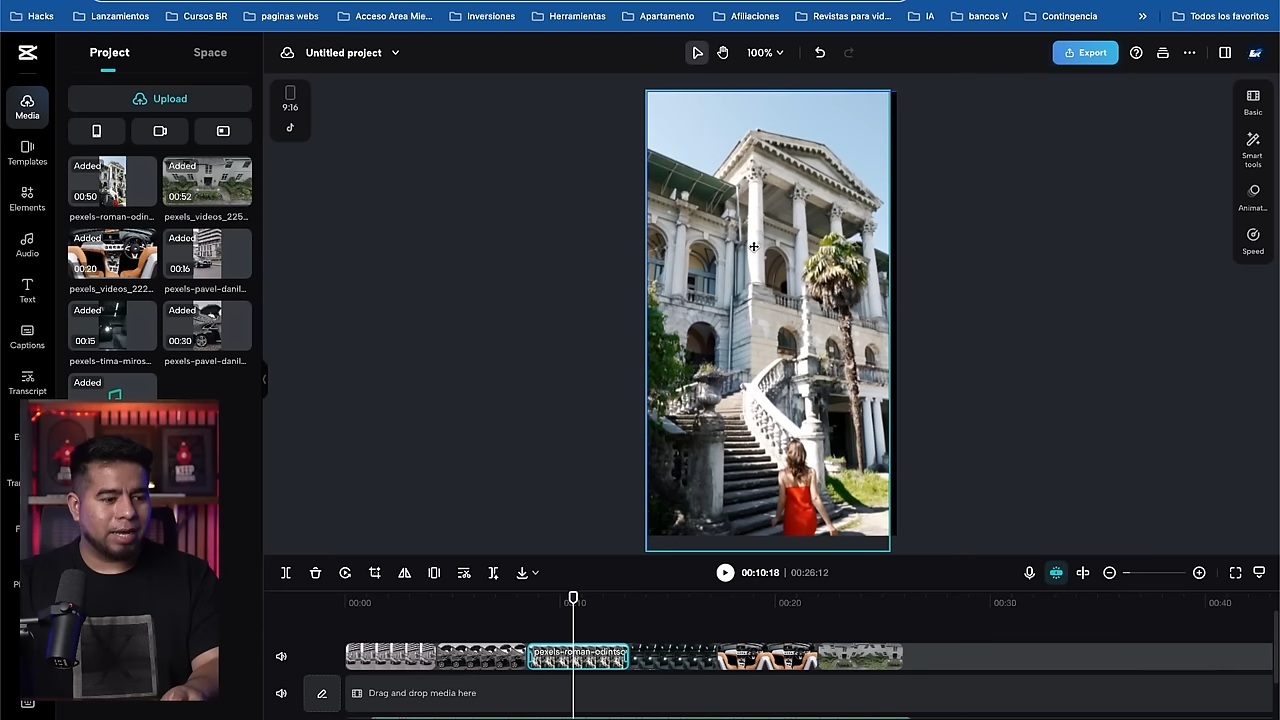 Hacks
Lanzamientos
Cursos BR
paginas webs
Acceso Area Mie...
Inversiones
Herramientas
Apartamento
Afiliaciones
Revistas para vid...
IA
bancos V
Contingencia
»
Todos los favoritos
Project
Space
Untitled project
100%
Export
Media
Templates
Elements
Audio
Text
Captions
Transcript
Upload
Added
00:50
pexels-roman-odin...
Added
00:52
pexels_videos_225...
Added
00:20
pexels_videos_222...
Added
00:16
pexels-pavel-danil...
Added
00:15
pexels-tima-miros...
Added
00:30
pexels-pavel-danil...
Added
9:16
Basic
Smart
tools
Animat...
Speed
00:10:18 | 00:26:12
00:00
00:20
00:30
00:40
pexels-roman-odintso
Drag and drop media here